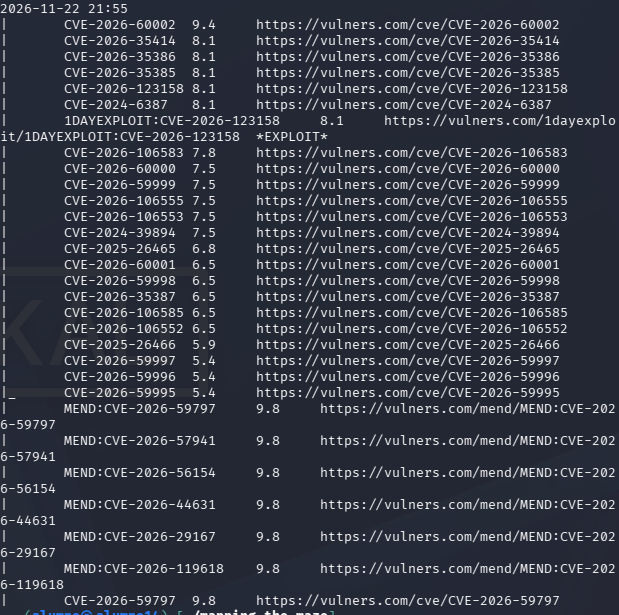 2026-11-22 21:55
|       CVE-2026-60002  9.4     https://vulners.com/cve/CVE-2026-60002
|       CVE-2026-35414  8.1     https://vulners.com/cve/CVE-2026-35414
|       CVE-2026-35386  8.1     https://vulners.com/cve/CVE-2026-35386
|       CVE-2026-35385  8.1     https://vulners.com/cve/CVE-2026-35385
|       CVE-2026-123158 8.1     https://vulners.com/cve/CVE-2026-123158
|       CVE-2024-6387   8.1     https://vulners.com/cve/CVE-2024-6387
|       1DAYEXPLOIT:CVE-2026-123158     8.1     https://vulners.com/1dayexplo
it/1DAYEXPLOIT:CVE-2026-123158  *EXPLOIT*
|       CVE-2026-106583 7.8     https://vulners.com/cve/CVE-2026-106583
|       CVE-2026-60000  7.5     https://vulners.com/cve/CVE-2026-60000
|       CVE-2026-59999  7.5     https://vulners.com/cve/CVE-2026-59999
|       CVE-2026-106555 7.5     https://vulners.com/cve/CVE-2026-106555
|       CVE-2026-106553 7.5     https://vulners.com/cve/CVE-2026-106553
|       CVE-2024-39894  7.5     https://vulners.com/cve/CVE-2024-39894
|       CVE-2025-26465  6.8     https://vulners.com/cve/CVE-2025-26465
|       CVE-2026-60001  6.5     https://vulners.com/cve/CVE-2026-60001
|       CVE-2026-59998  6.5     https://vulners.com/cve/CVE-2026-59998
|       CVE-2026-35387  6.5     https://vulners.com/cve/CVE-2026-35387
|       CVE-2026-106585 6.5     https://vulners.com/cve/CVE-2026-106585
|       CVE-2026-106552 6.5     https://vulners.com/cve/CVE-2026-106552
|       CVE-2025-26466  5.9     https://vulners.com/cve/CVE-2025-26466
|       CVE-2026-59997  5.4     https://vulners.com/cve/CVE-2026-59997
|       CVE-2026-59996  5.4     https://vulners.com/cve/CVE-2026-59996
|_      CVE-2026-59995  5.4     https://vulners.com/cve/CVE-2026-59995
|       MEND:CVE-2026-59797     9.8     https://vulners.com/mend/MEND:CVE-202
6-59797
|       MEND:CVE-2026-57941     9.8     https://vulners.com/mend/MEND:CVE-202
6-57941
|       MEND:CVE-2026-56154     9.8     https://vulners.com/mend/MEND:CVE-202
6-56154
|       MEND:CVE-2026-44631     9.8     https://vulners.com/mend/MEND:CVE-202
6-44631
|       MEND:CVE-2026-29167     9.8     https://vulners.com/mend/MEND:CVE-202
6-29167
|       MEND:CVE-2026-119618    9.8     https://vulners.com/mend/MEND:CVE-202
6-119618
|       CVE-2026-59797  9.8     https://vulners.com/cve/CVE-2026-59797